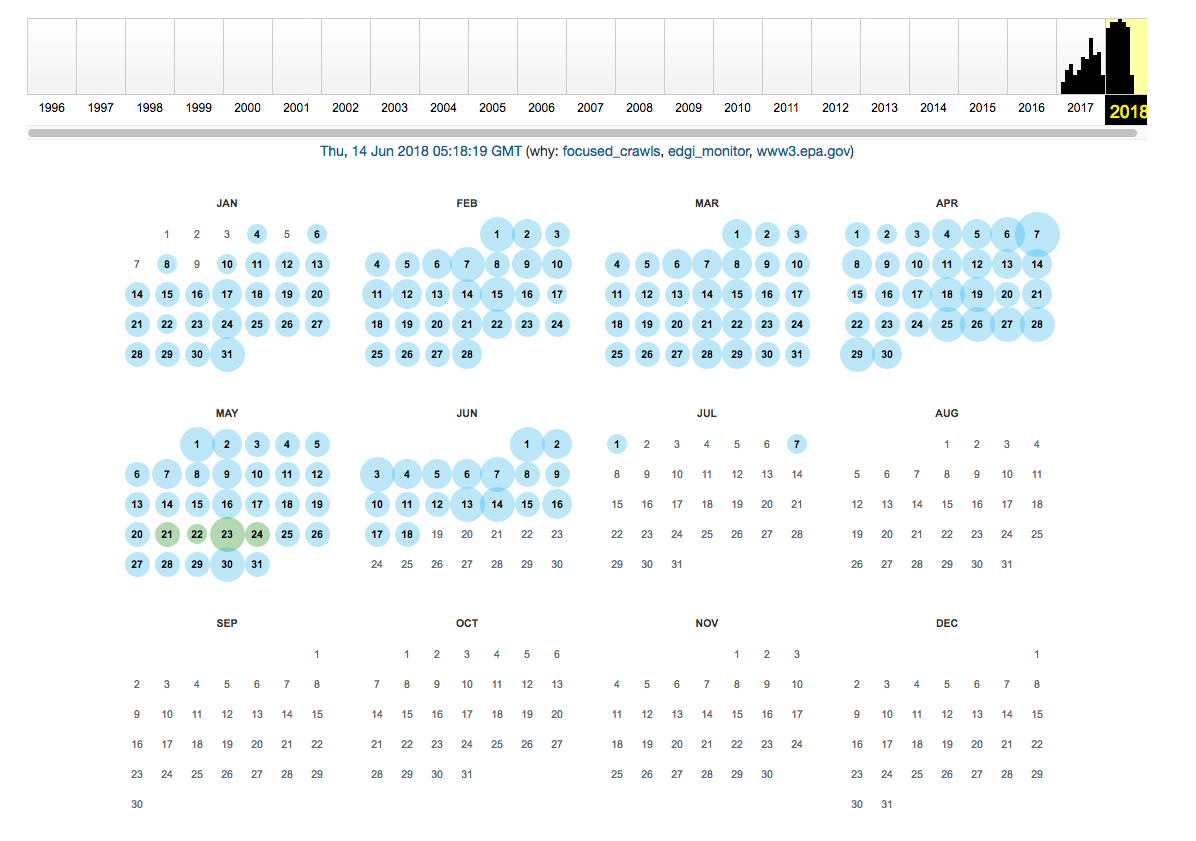 1996 1997 1998 1999 2000 2001 2002 2003 2004 2005 2006 2007 2008 2009 2010 2011 2012 2013 2014 2015 2016 2017 2018
Thu, 14 Jun 2018 05:18:19 GMT (why: focused_crawls, edgi_monitor, www3.epa.gov)
JAN
1 2 3 4 5 6
7 8 9 10 11 12 13
14 15 16 17 18 19 20
21 22 23 24 25 26 27
28 29 30 31
FEB
1 2 3
4 5 6 7 8 9 10
11 12 13 14 15 16 17
18 19 20 21 22 23 24
25 26 27 28
MAR
1 2 3
4 5 6 7 8 9 10
11 12 13 14 15 16 17
18 19 20 21 22 23 24
25 26 27 28 29 30 31
APR
1 2 3 4 5 6 7
8 9 10 11 12 13 14
15 16 17 18 19 20 21
22 23 24 25 26 27 28
29 30
MAY
1 2 3 4 5
6 7 8 9 10 11 12
13 14 15 16 17 18 19
20 21 22 23 24 25 26
27 28 29 30 31
JUN
1 2
3 4 5 6 7 8 9
10 11 12 13 14 15 16
17 18 19 20 21 22 23
24 25 26 27 28 29 30
JUL
1 2 3 4 5 6 7
8 9 10 11 12 13 14
15 16 17 18 19 20 21
22 23 24 25 26 27 28
29 30 31
AUG
1 2 3 4
5 6 7 8 9 10 11
12 13 14 15 16 17 18
19 20 21 22 23 24 25
26 27 28 29 30 31
SEP
1
2 3 4 5 6 7 8
9 10 11 12 13 14 15
16 17 18 19 20 21 22
23 24 25 26 27 28 29
30
OCT
1 2 3 4 5 6
7 8 9 10 11 12 13
14 15 16 17 18 19 20
21 22 23 24 25 26 27
28 29 30 31
NOV
1 2 3
4 5 6 7 8 9 10
11 12 13 14 15 16 17
18 19 20 21 22 23 24
25 26 27 28 29 30
DEC
1
2 3 4 5 6 7 8
9 10 11 12 13 14 15
16 17 18 19 20 21 22
23 24 25 26 27 28 29
30 31